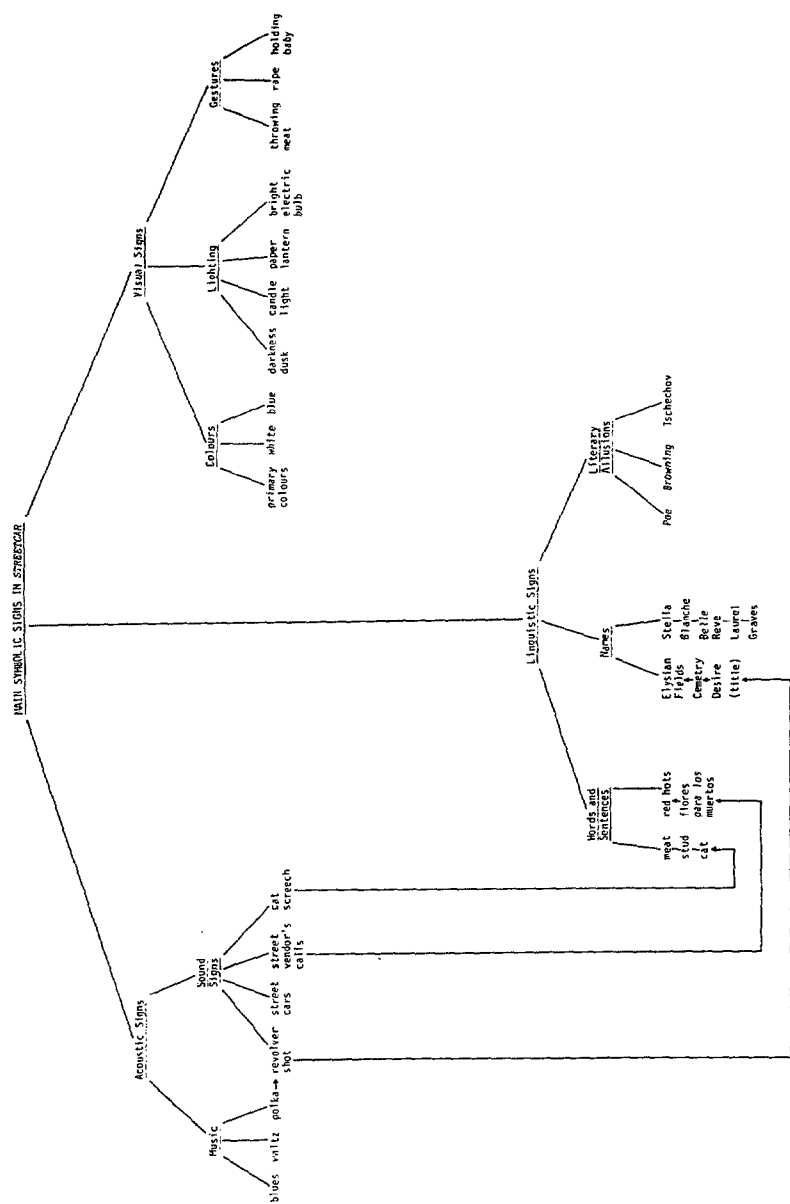 MAIN SYMBOLIC SIGNS IN STREETCAR
Acoustic Signs
Visual Signs
Music
Sound
Signs
Colours
Lighting
Gestures
blues
waltz
polka→
revolver
shot
street
cars
street
vendor's
calls
cat
screech
primary
colours
white
blue
darkness
dusk
candle
light
paper
lantern
bright
electric
bulb
throwing
meat
rape
holding
baby
Linguistic Signs
Words and
Sentences
Names
Literary
Allusions
meat
stud
cat
red hots
flores
para los
muertos
Elysian
Fields
Cemetry
Desire
(title)
Stella
Blanche
Belle
Reve
Laurel
Graves
Poe
Browning
Tschechov